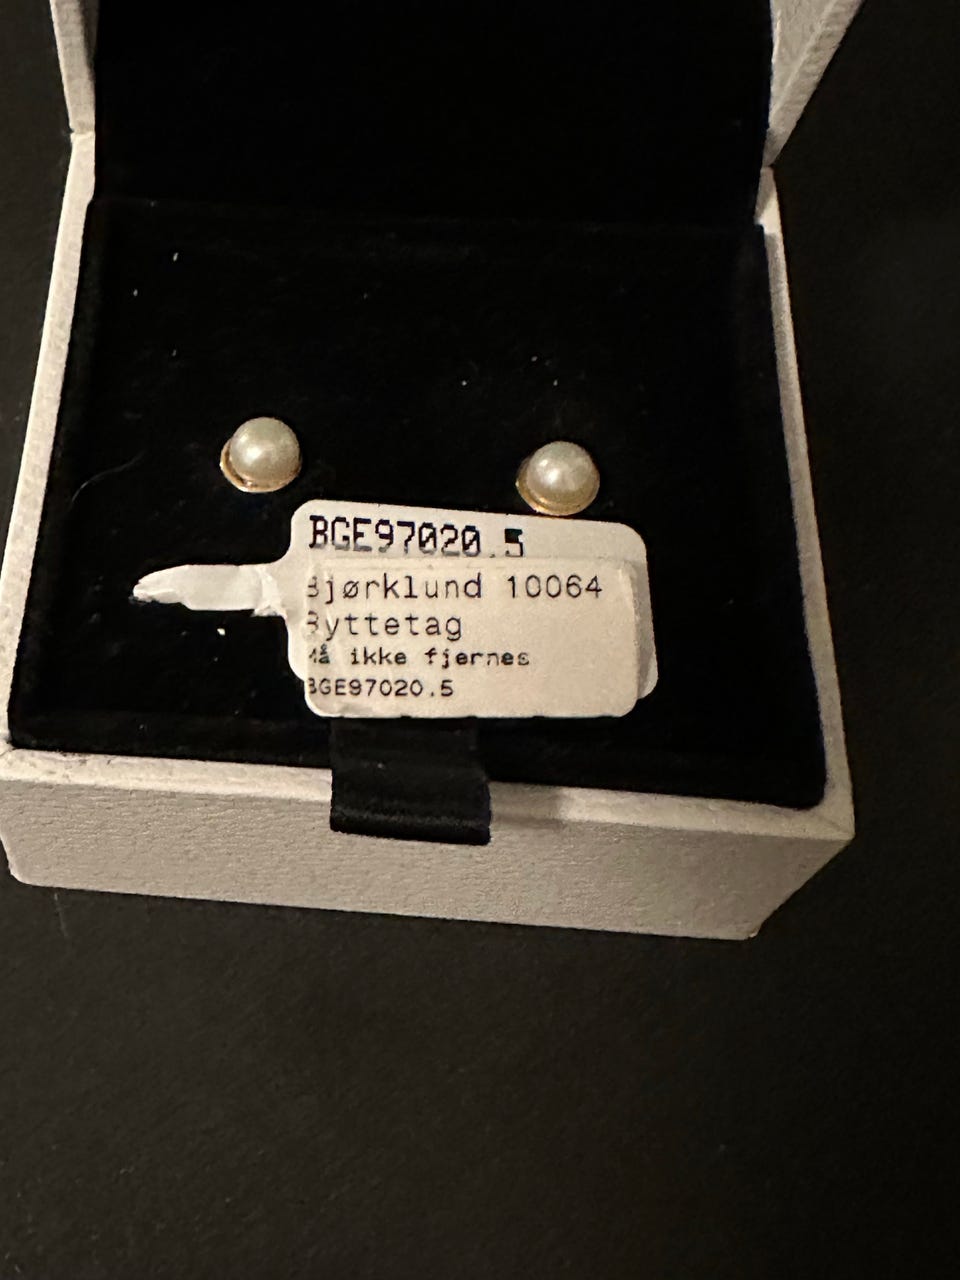 BGE97020.5
Bjørklund 10064
Byttetag
Må ikke fjernes
BGE97020.5